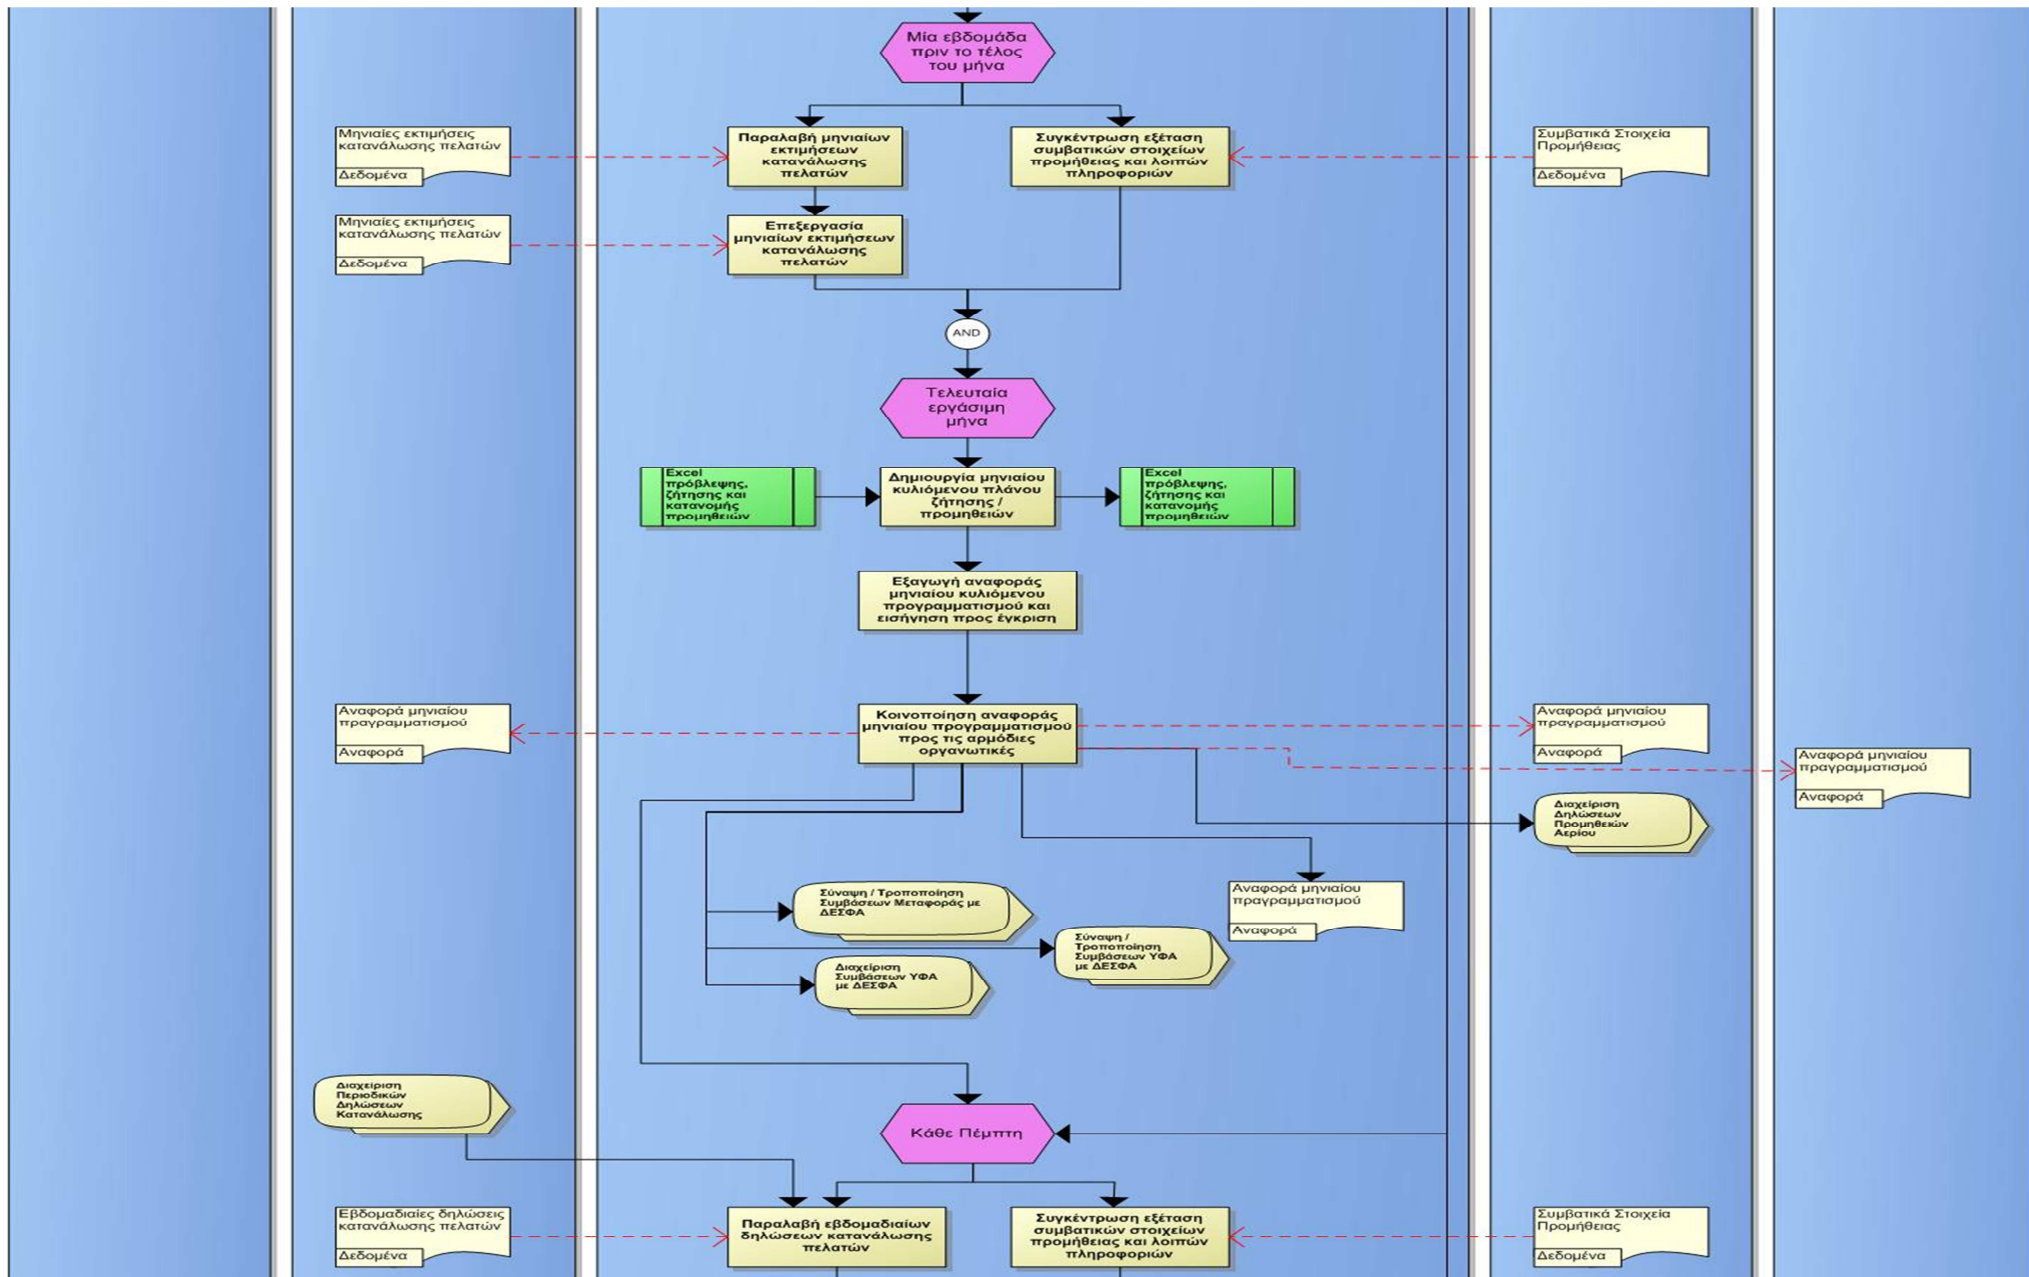 Μία εβδομάδα
πριν το τέλος
του μήνα
Μηνιαίες εκτιμήσεις
κατανάλωσης πελατών
Δεδομένα
Παραλαβή μηνιαίων
εκτιμήσεων
κατανάλωσης
πελατών
Συγκέντρωση εξέταση
συμβατικών στοιχείων
προμήθειας και λοιπών
πληροφοριών
Συμβατικά Στοιχεία
Προμήθειας
Δεδομένα
Μηνιαίες εκτιμήσεις
κατανάλωσης πελατών
Δεδομένα
Επεξεργασία
μηνιαίων εκτιμήσεων
κατανάλωσης
πελατών
AND
Τελευταία
εργάσιμη
μήνα
Excel
πρόβλεψης,
ζήτησης και
κατανομής
προμηθειών
Δημιουργία μηνιαίου
κυλιόμενου πλάνου
ζήτησης /
προμηθειών
Excel
πρόβλεψης,
ζήτησης και
κατανομής
προμηθειών
Εξαγωγή αναφοράς
μηνιαίου κυλιόμενου
προγραμματισμού και
εισήγηση προς έγκριση
Αναφορά μηνιαίου
πραγραμματισμού
Αναφορά
Κοινοποίηση αναφοράς
μηνιαίου προγραμματισμού
προς τις αρμόδιες
οργανωτικές
Αναφορά μηνιαίου
πραγραμματισμού
Αναφορά
Αναφορά μηνιαίου
πραγραμματισμού
Αναφορά
Διαχείριση
Δηλώσεων
Προμηθειών
Αερίου
Σύναψη / Τροποποίηση
Συμβάσεων Μεταφοράς με
ΔΕΣΦΑ
Αναφορά μηνιαίου
πραγραμματισμού
Αναφορά
Σύναψη /
Τροποποίηση
Συμβάσεων ΥΦΑ
με ΔΕΣΦΑ
Διαχείριση
Συμβάσεων ΥΦΑ
με ΔΕΣΦΑ
Διαχείριση
Περιοδικών
Δηλώσεων
Κατανάλωσης
Κάθε Πέμπτη
Εβδομαδιαίες δηλώσεις
κατανάλωσης πελατών
Δεδομένα
Παραλαβή εβδομαδιαίων
δηλώσεων κατανάλωσης
πελατών
Συγκέντρωση εξέταση
συμβατικών στοιχείων
προμήθειας και λοιπών
πληροφοριών
Συμβατικά Στοιχεία
Προμήθειας
Δεδομένα